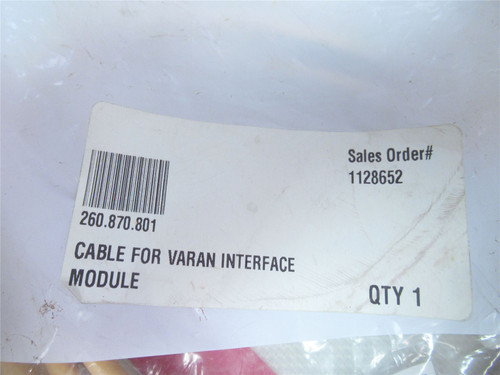 Sales Order#
1128652
260.870.801
CABLE FOR VARAN INTERFACE
MODULE
QTY 1